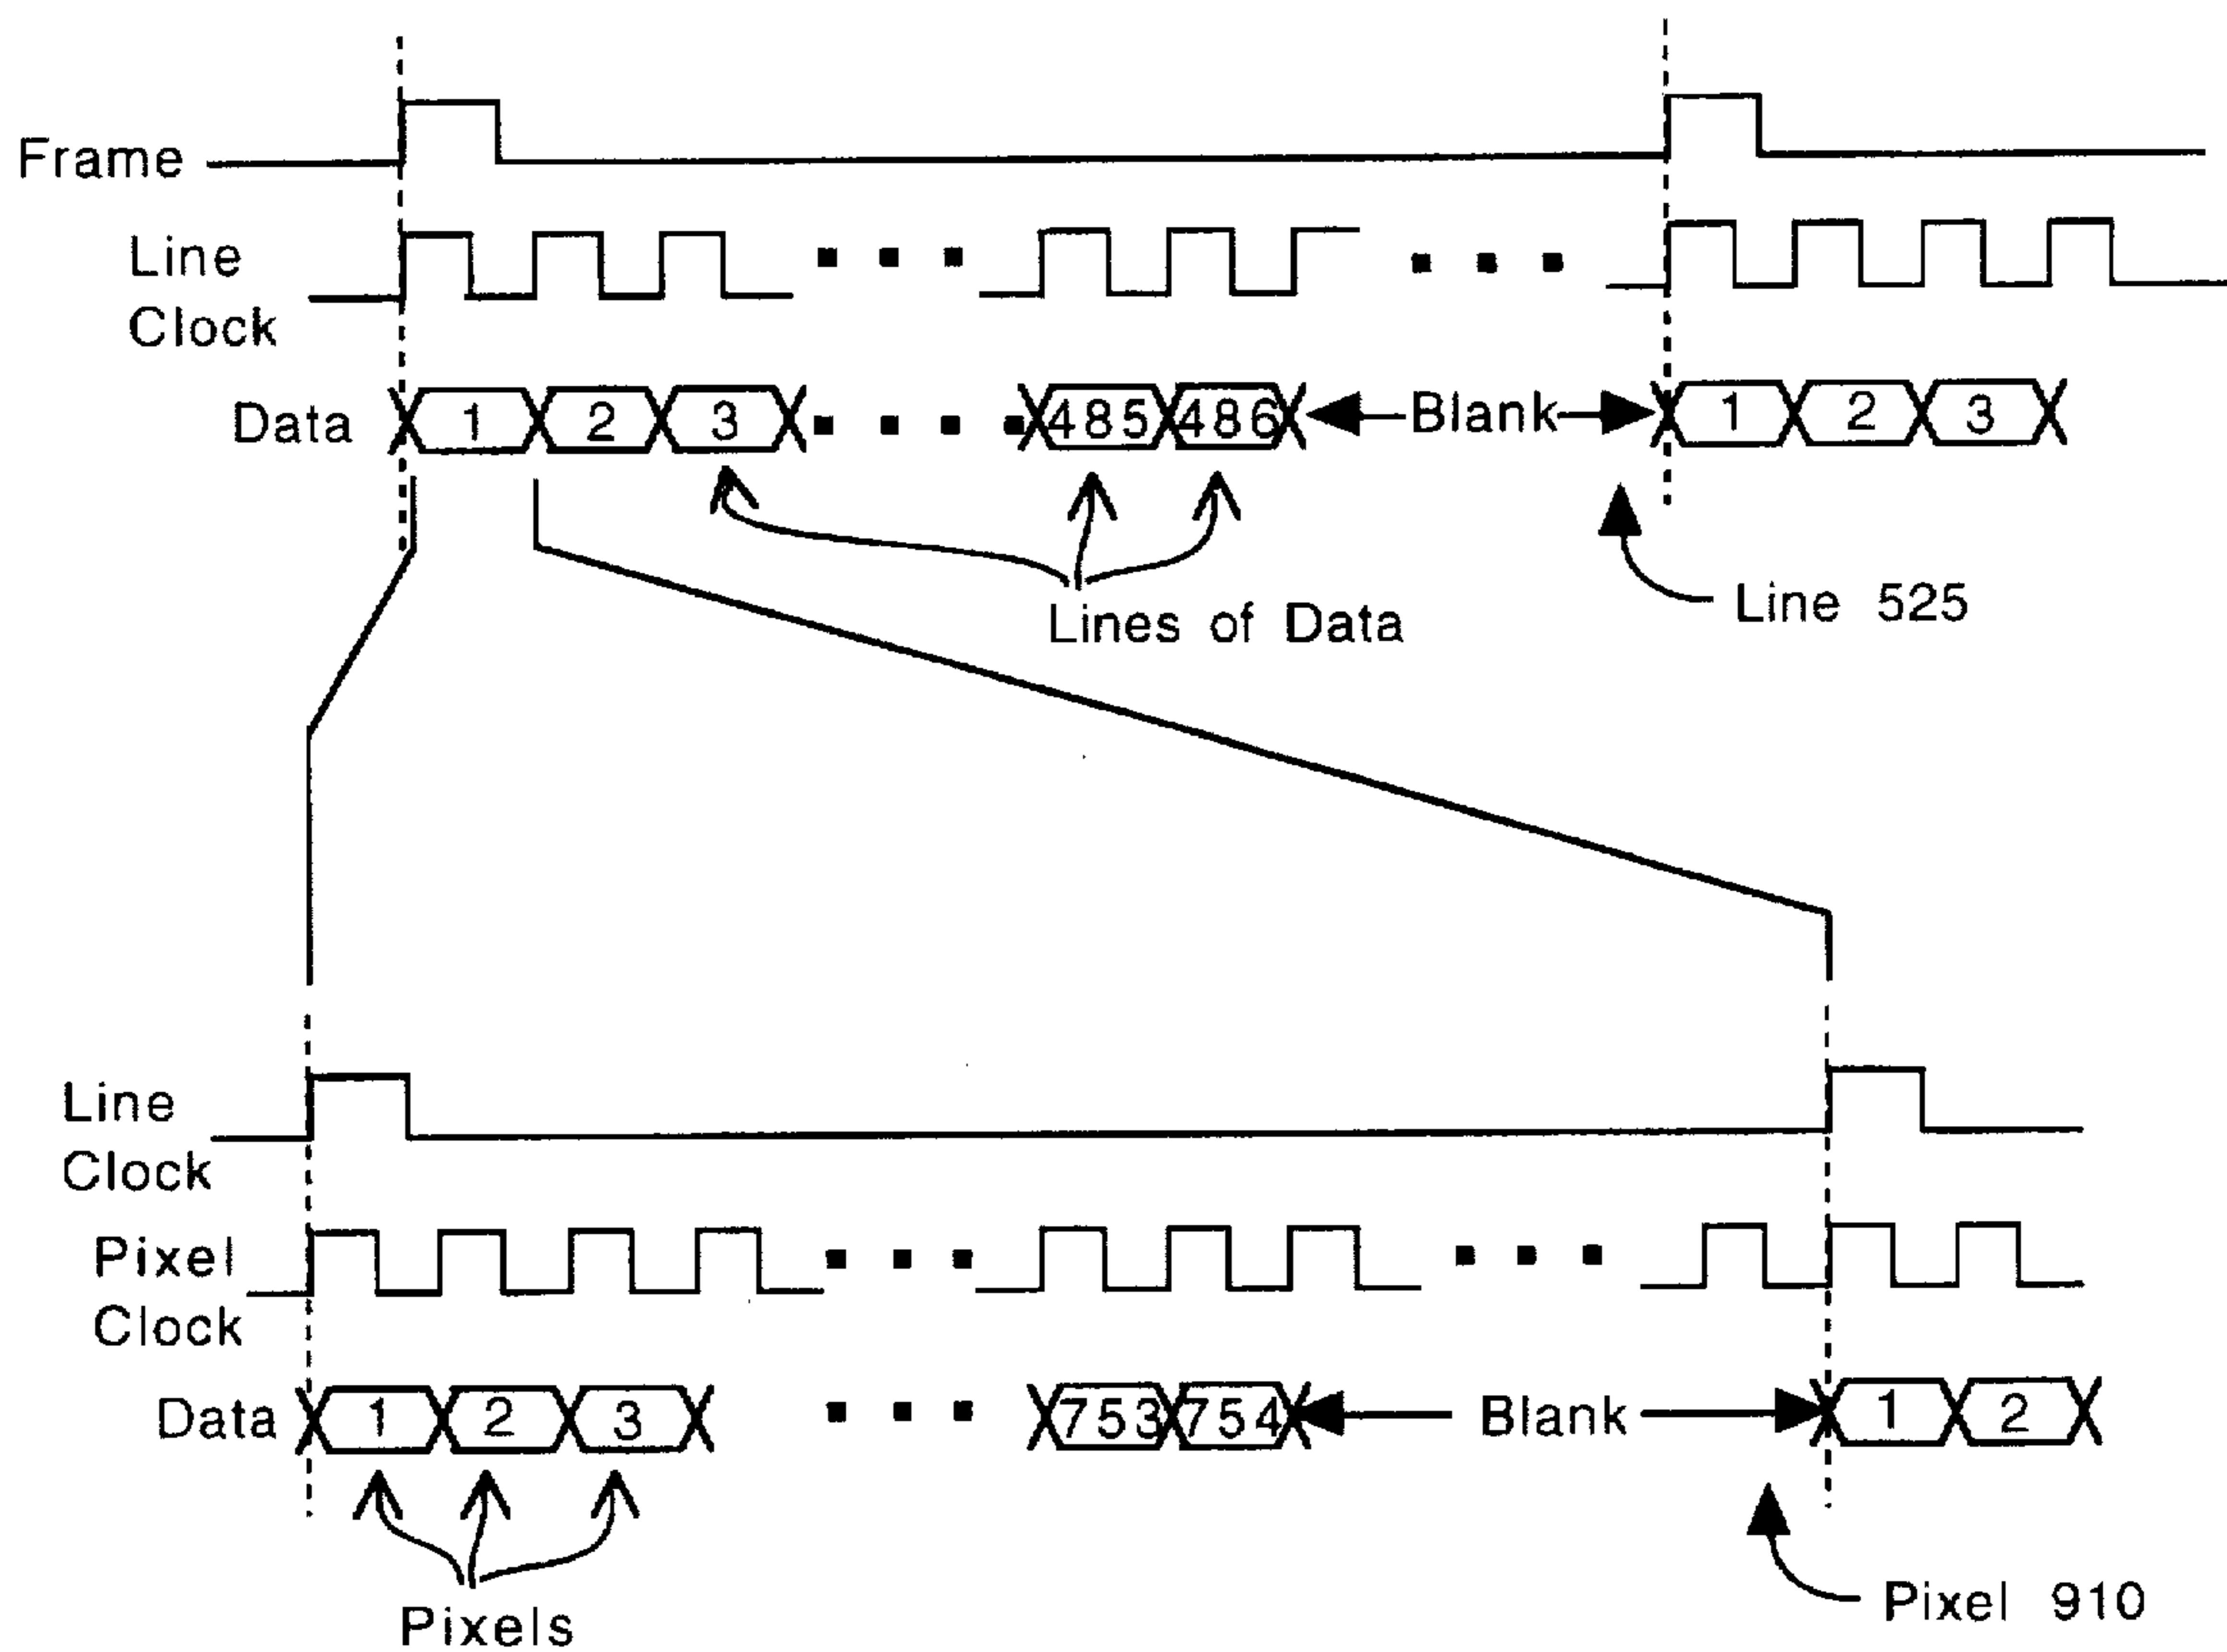 Frame
Line
Clock
Data 1 2 3 485 486 Blank 1 2 3
Lines of Data
Line 525
Line
Clock
Pixel
Clock
Data 1 2 3 753 754 Blank 1 2
Pixels
Pixel 910